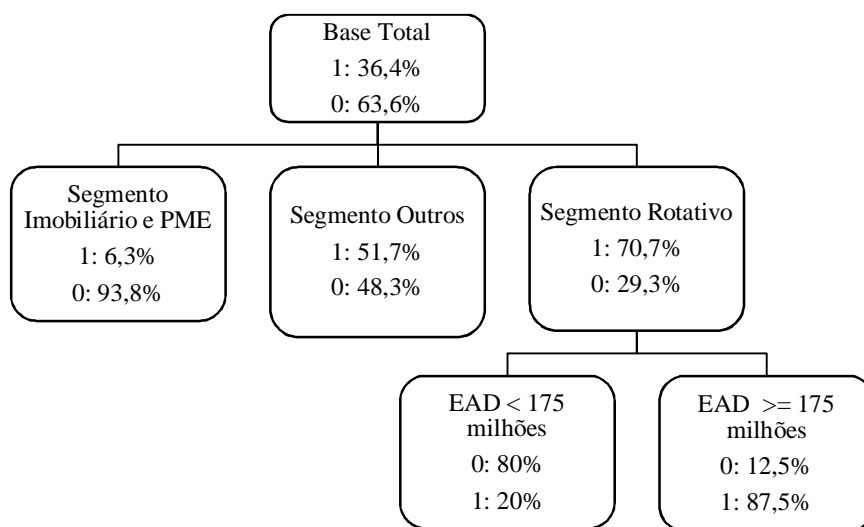 Base Total
1: 36,4%
0: 63,6%
Segmento
Imobiliário e PME
1: 6,3%
0: 93,8%
Segmento Outros
1: 51,7%
0: 48,3%
Segmento Rotativo
1: 70,7%
0: 29,3%
EAD < 175
milhões
0: 80%
1: 20%
EAD >= 175
milhões
0: 12,5%
1: 87,5%